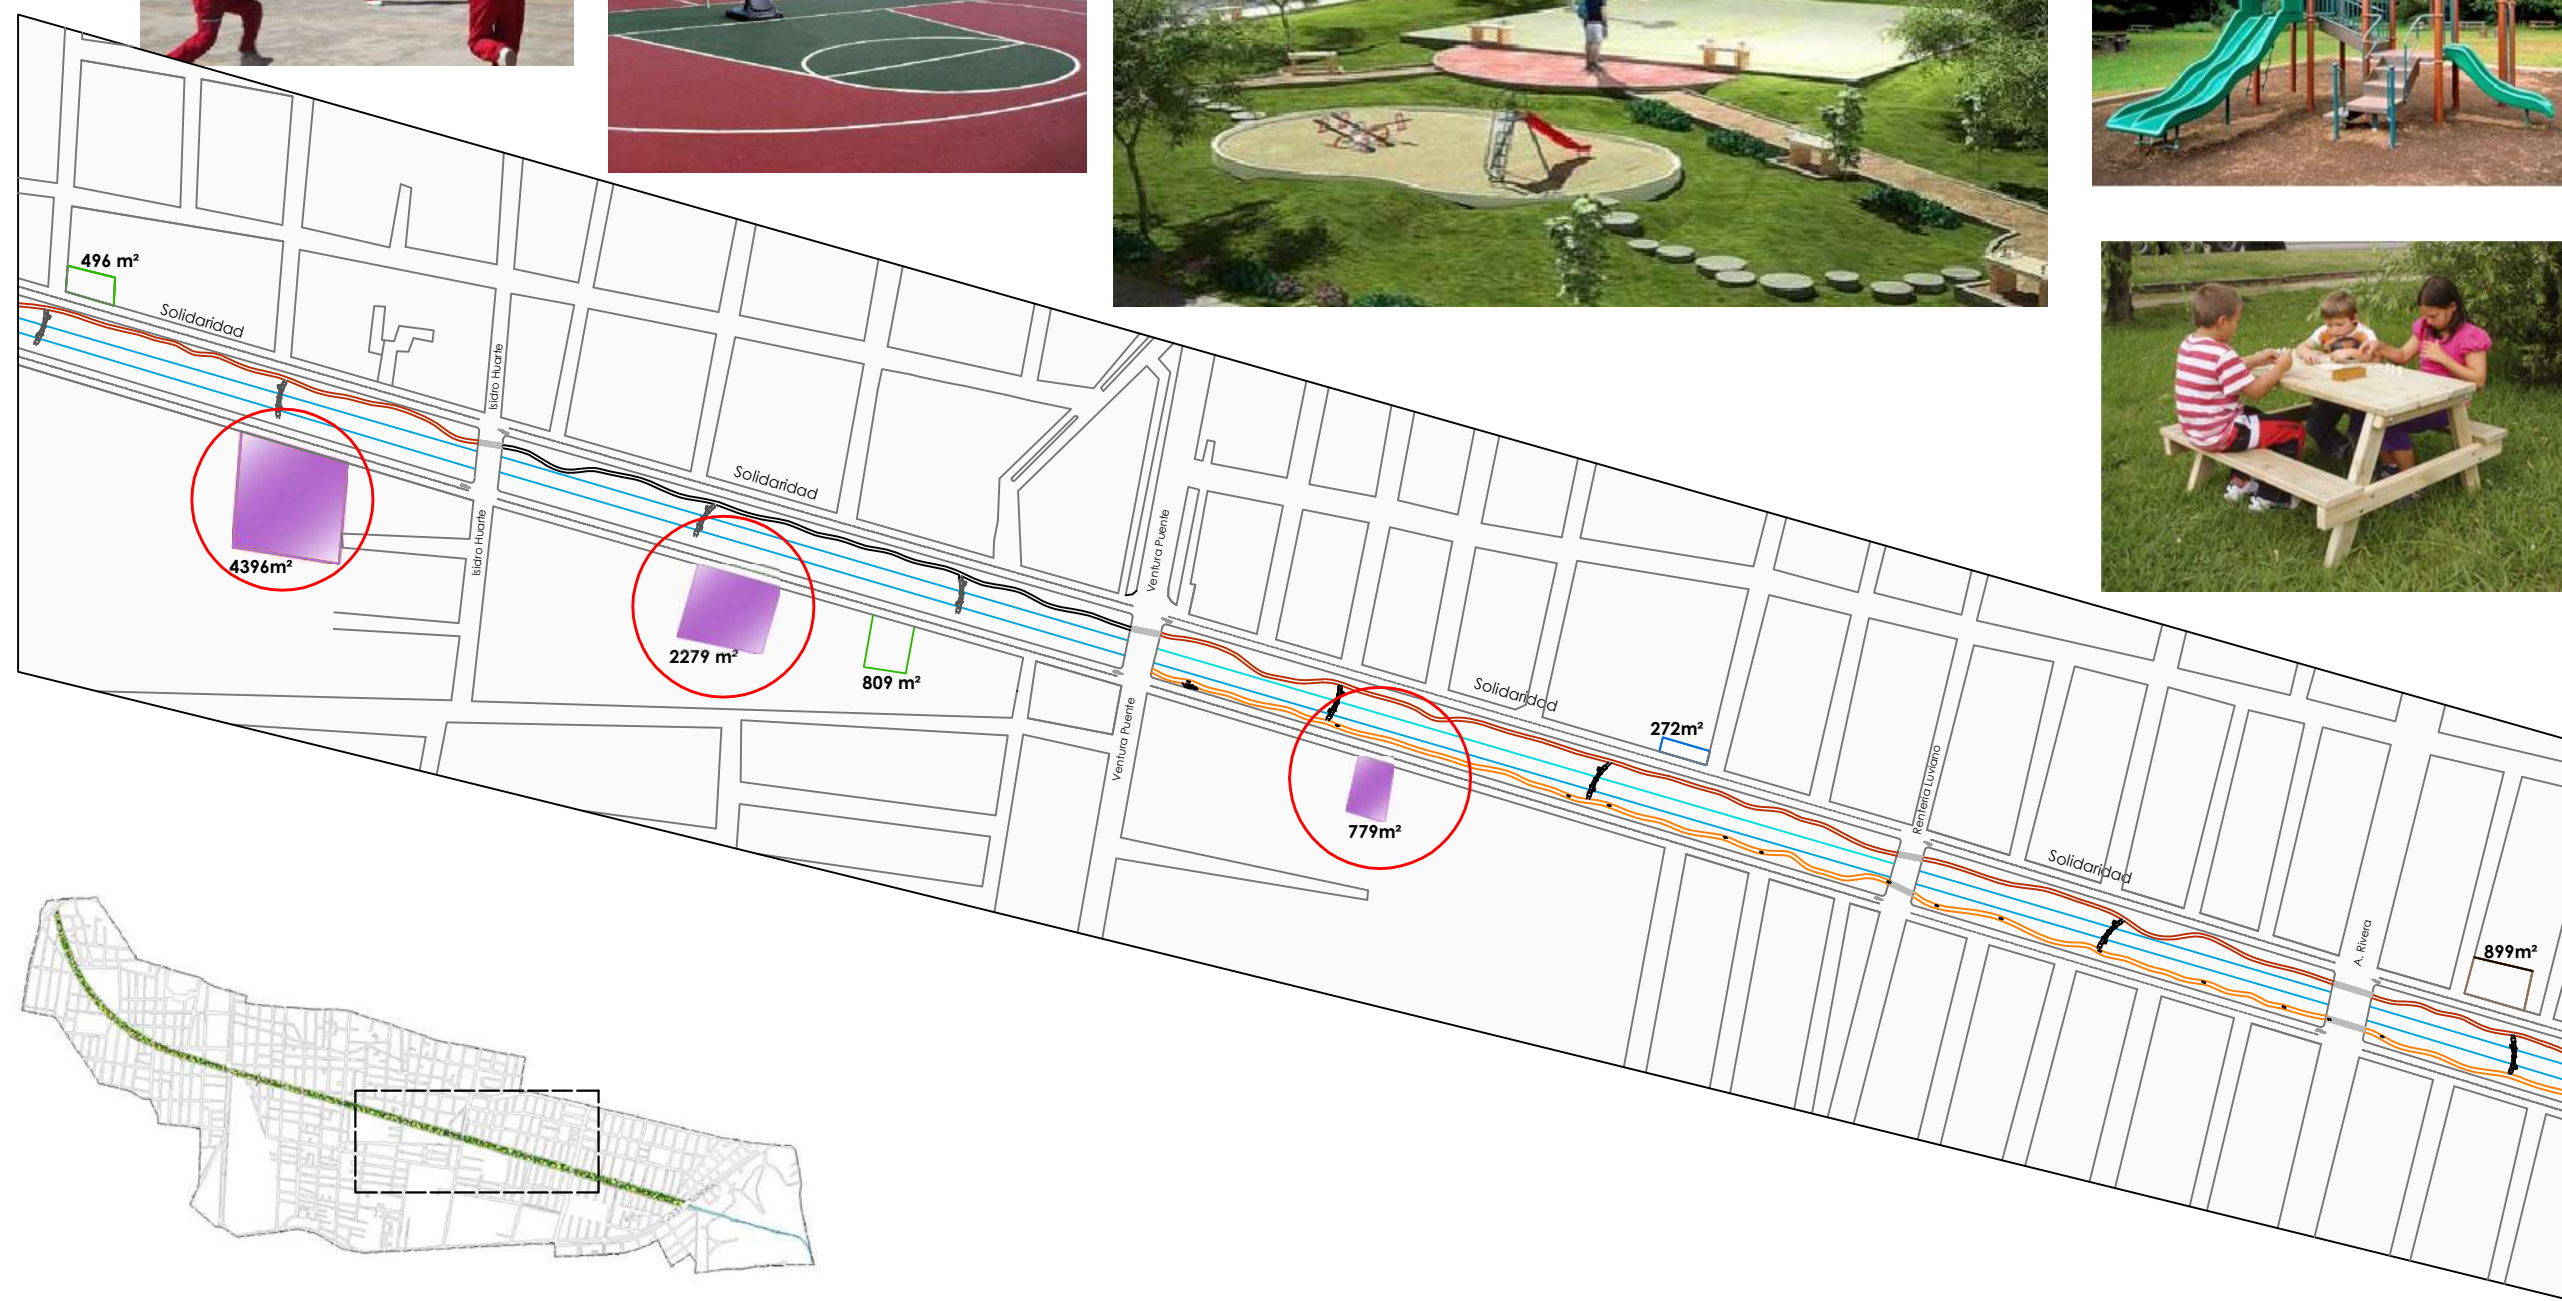 496 m²
Solidaridad
Isidro Huarte
Solidaridad
4396m²
Isidro Huarte
Ventura Puente
2279 m²
809 m²
Solidaridad
272m²
Ventura Puente
Rentería Luviano
779m²
Solidaridad
A. Rivera
899m²